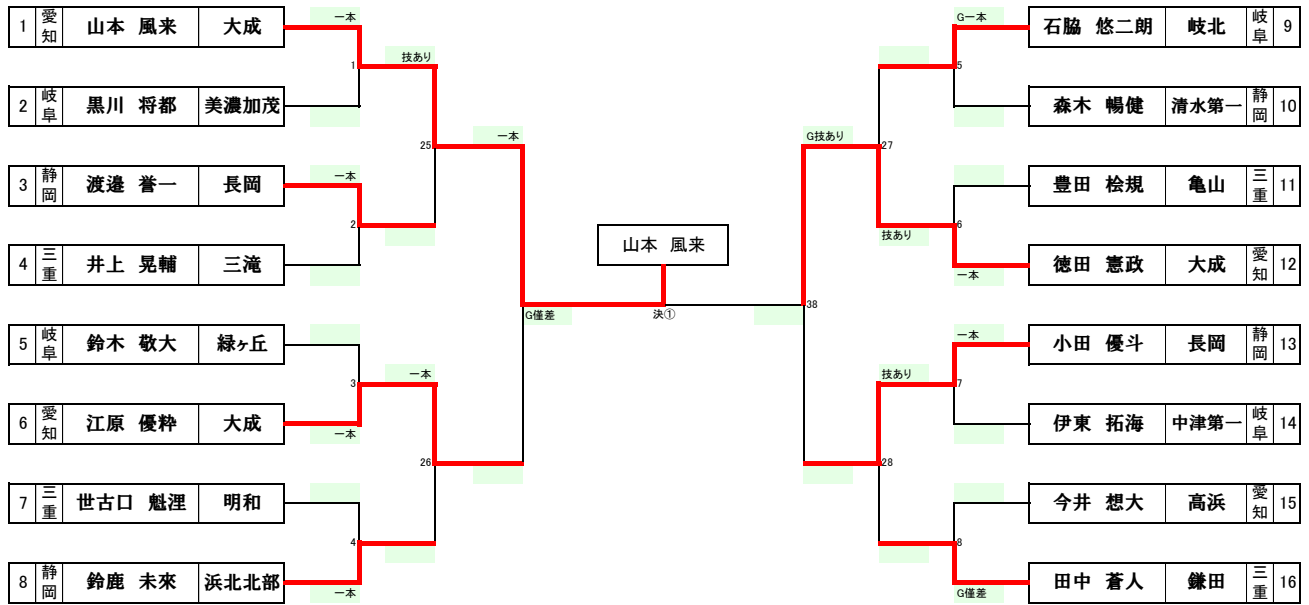 1 愛知 山本 風来 大成
一本
1
2 岐阜 黒川 将都 美濃加茂
技あり
25
3 静岡 渡邉 誉一 長岡
一本
2
4 三重 井上 晃輔 三滝
一本
5 岐阜 鈴木 敬大 緑ヶ丘
3
6 愛知 江原 優粋 大成
一本
一本
26
7 三重 世古口 魁浬 明和
4
8 静岡 鈴鹿 未來 浜北北部
一本
山本 風来
G僅差
決①
38
G一本
石脇 悠二朗 岐北 岐阜 9
5
森木 暢健 清水第一 静岡 10
G技あり
27
豊田 桧規 亀山 三重 11
6
技あり
徳田 憲政 大成 愛知 12
一本
一本
小田 優斗 長岡 静岡 13
技あり
7
伊東 拓海 中津第一 岐阜 14
28
今井 想大 高浜 愛知 15
8
田中 蒼人 鎌田 三重 16
G僅差